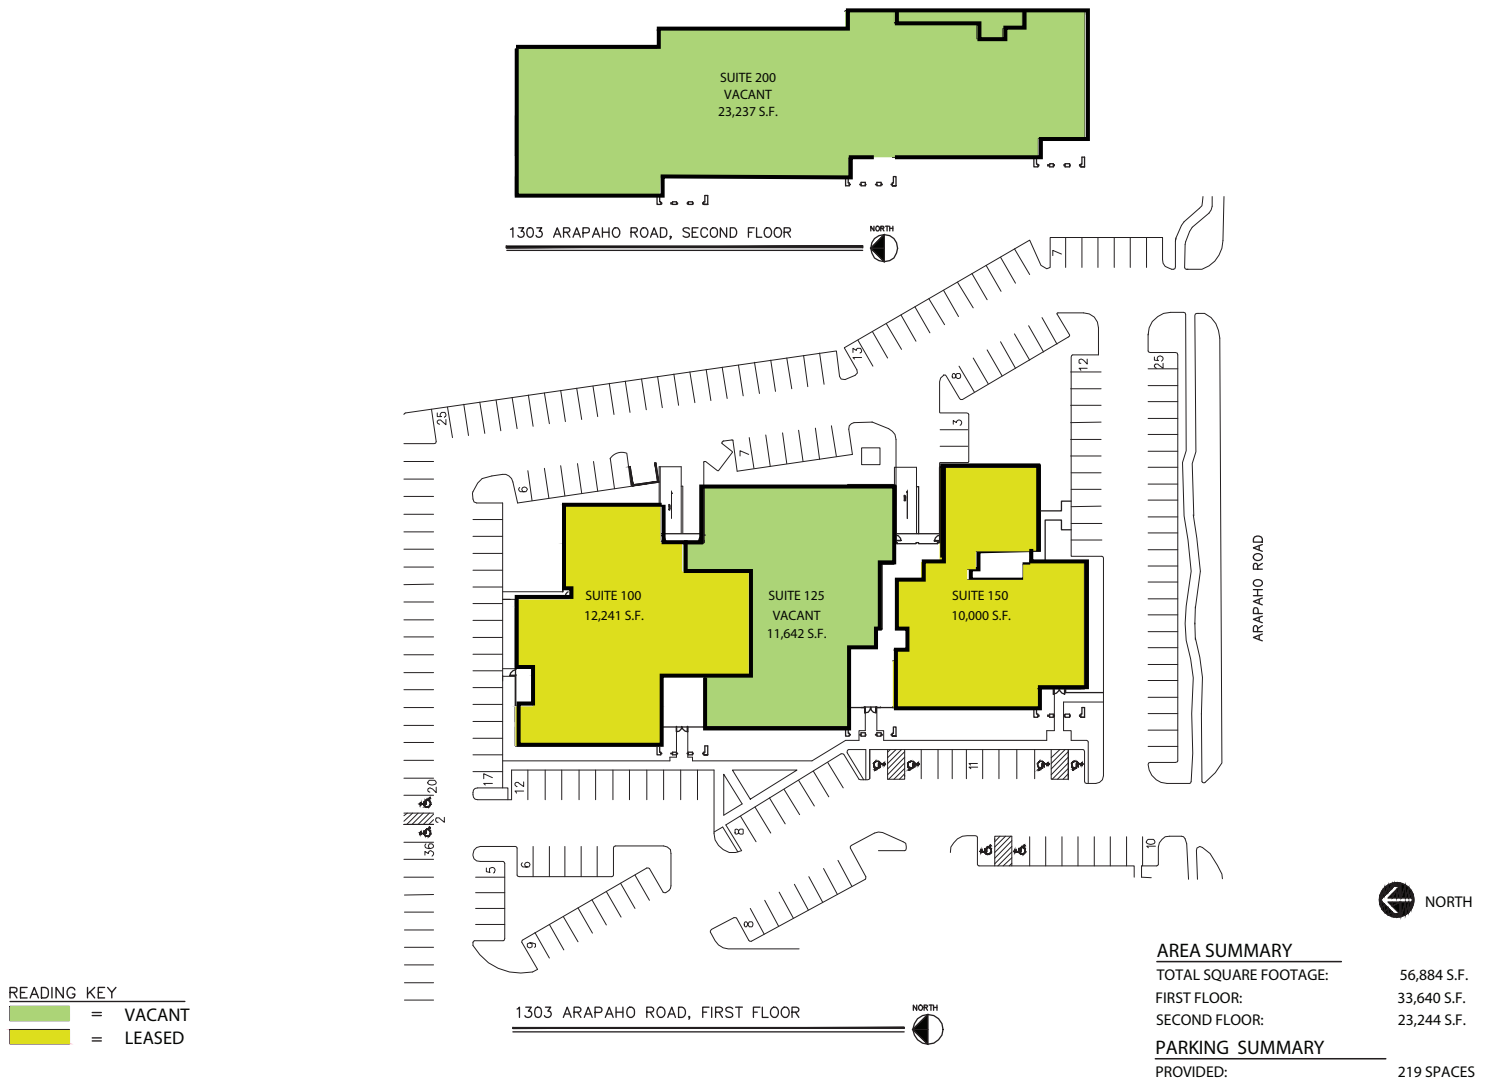 SUITE 200
VACANT
23,237 S.F.
1303 ARAPAHO ROAD, SECOND FLOOR
NORTH
7
13
8
12
25
25
3
7
6
ARAPAHO ROAD
SUITE 100
12,241 S.F.
SUITE 125
VACANT
11,642 S.F.
SUITE 150
10,000 S.F.
17
12
20
2
36
8
11
10
5
6
9
8
NORTH
AREA SUMMARY
TOTAL SQUARE FOOTAGE: 56,884 S.F.
FIRST FLOOR: 33,640 S.F.
SECOND FLOOR: 23,244 S.F.
PARKING SUMMARY
PROVIDED: 219 SPACES
READING KEY
= VACANT
= LEASED
1303 ARAPAHO ROAD, FIRST FLOOR
NORTH